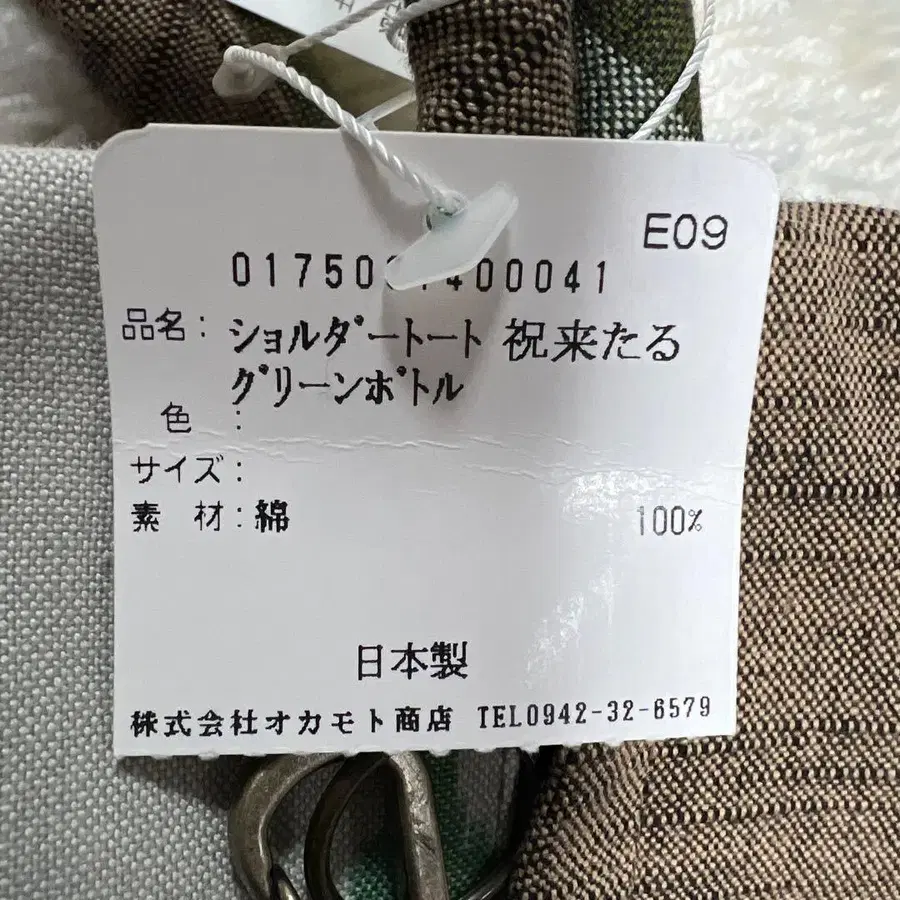 E09
0175 400041
品名：ショルダートート 祝来たる
グリーンボトル
色：
サイズ：
素 材：綿 100%
日本製
株式会社オカモト商店 TEL0942-32-6579